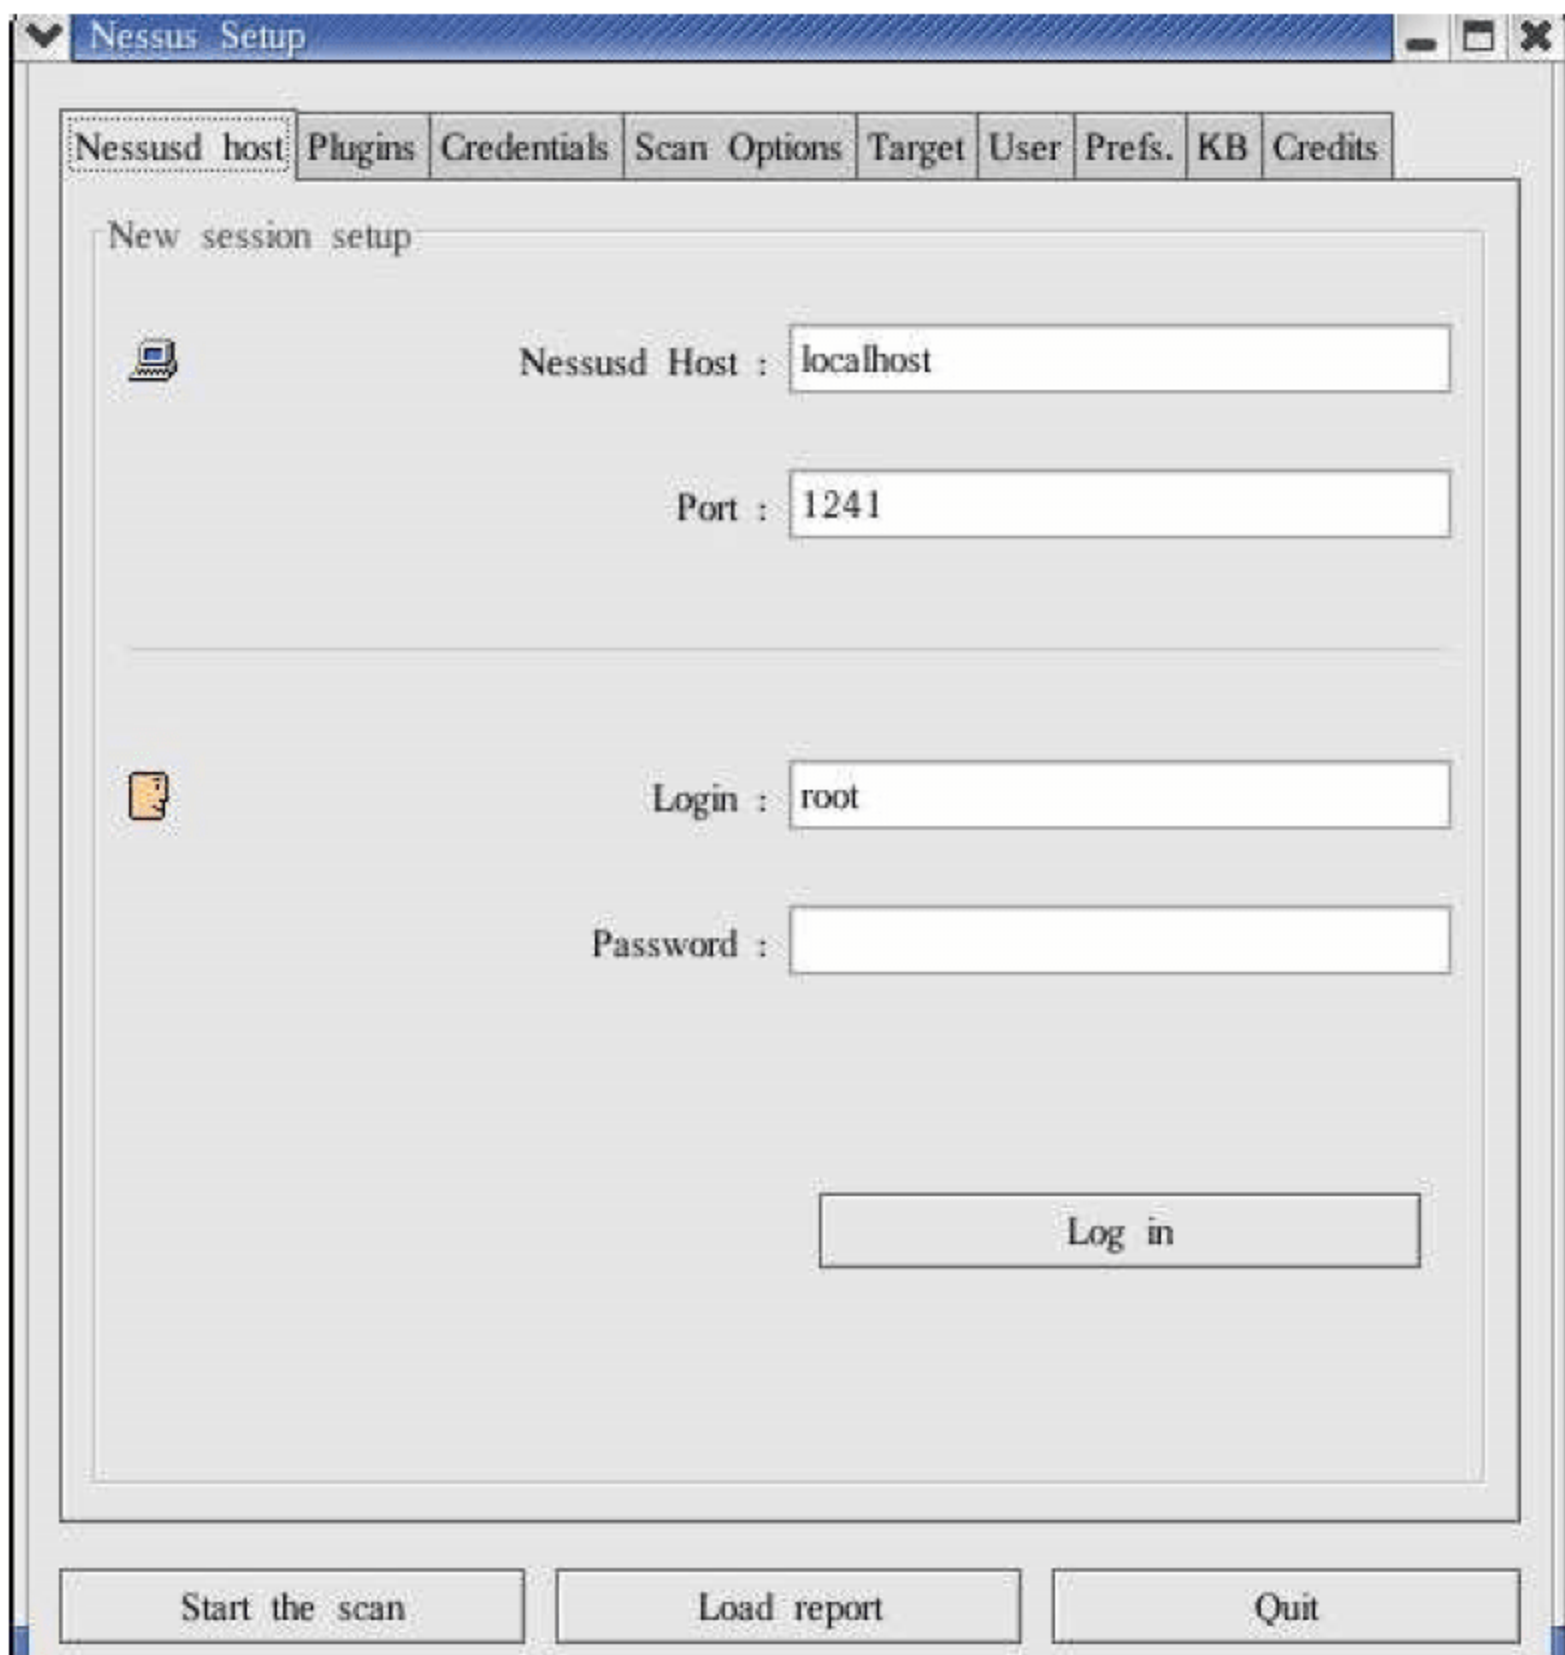 Nessus Setup
Nessusd host Plugins Credentials Scan Options Target User Prefs. KB Credits
New session setup
Nessusd Host : localhost
Port : 1241
Login : root
Password :
Log in
Start the scan Load report Quit